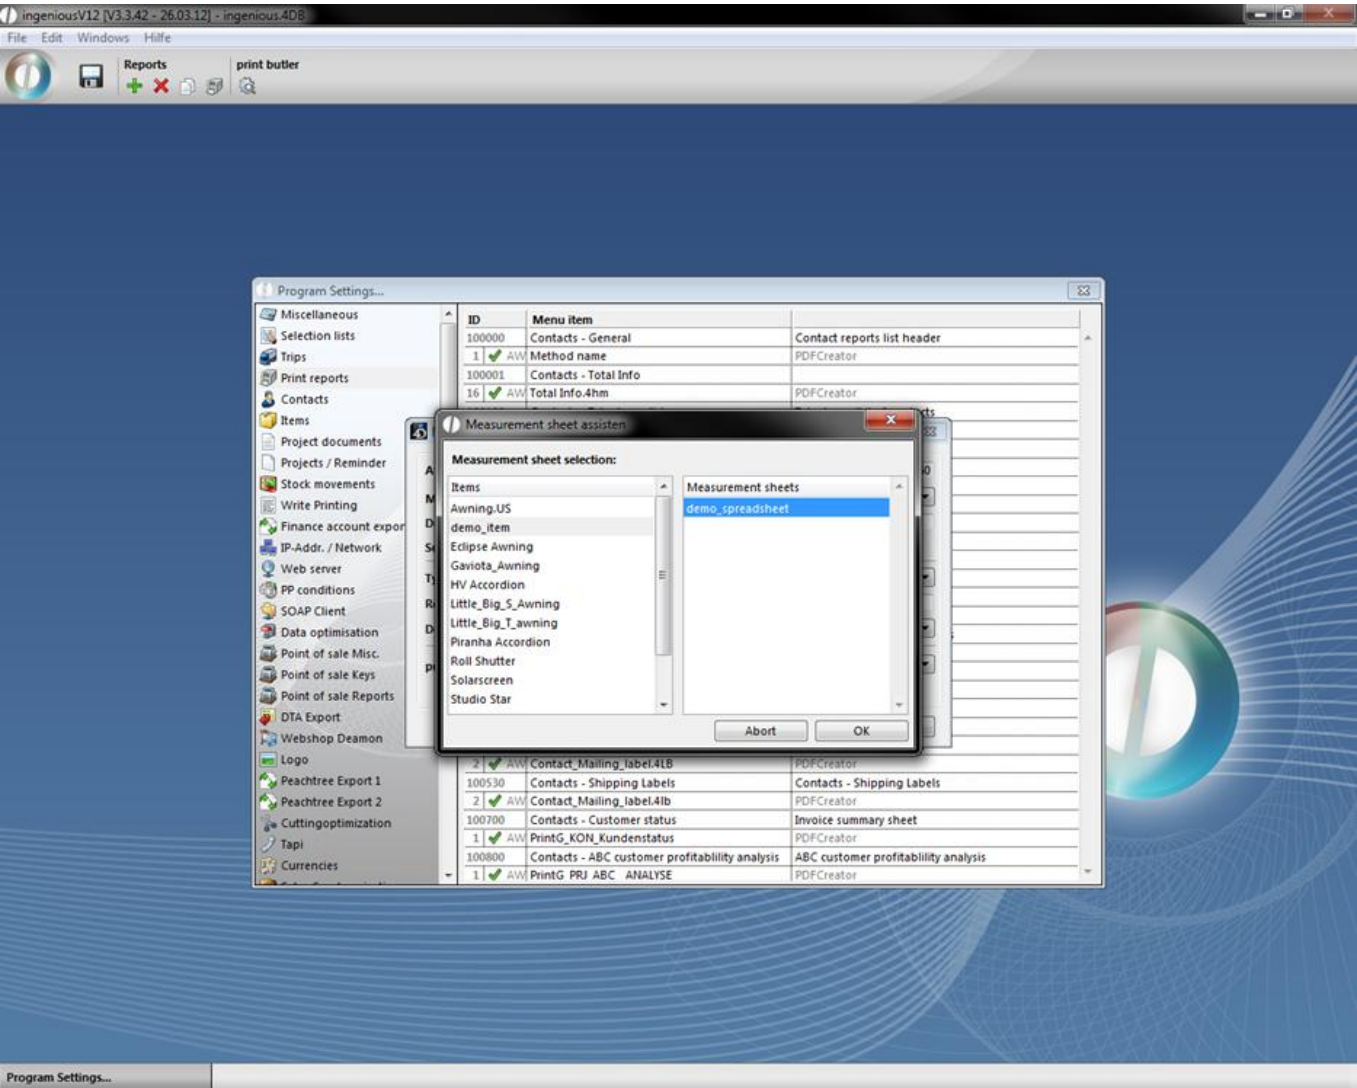 ingeniousV12 [V3.3.42 - 26.03.12] - ingenious.4DB
File Edit Windows Hilfe
Reports
print butler
Program Settings...
Miscellaneous
Selection lists
Trips
Print reports
Contacts
Items
Project documents
Projects / Reminder
Stock movements
Write Printing
Finance account expor
IP-Addr. / Network
Web server
PP conditions
SOAP Client
Data optimisation
Point of sale Misc.
Point of sale Keys
Point of sale Reports
DTA Export
Webshop Deamon
Logo
Peachtree Export 1
Peachtree Export 2
Cuttingoptimization
Tapi
Currencies
ID Menu item
100000 Contacts - General Contact reports list header
1 AW Method name PDFCreator
100001 Contacts - Total Info
16 AW Total Info.4hm PDFCreator
Measurement sheet assisten
Measurement sheet selection:
Items
Awning.US
demo_item
Eclipse Awning
Gaviota_Awning
HV Accordion
Little_Big_S_Awning
Little_Big_T_awning
Piranha Accordion
Roll Shutter
Solarscreen
Studio Star
Measurement sheets
demo_spreadsheet
Abort OK
2 AW Contact_Mailing_label.4LB PDFCreator
100530 Contacts - Shipping Labels Contacts - Shipping Labels
2 AW Contact_Mailing_label.4lb PDFCreator
100700 Contacts - Customer status Invoice summary sheet
1 AW PrintG_KON_Kundenstatus PDFCreator
100800 Contacts - ABC customer profitablility analysis ABC customer profitablility analysis
1 AW PrintG PRJ ABC ANALYSE PDFCreator
Program Settings...